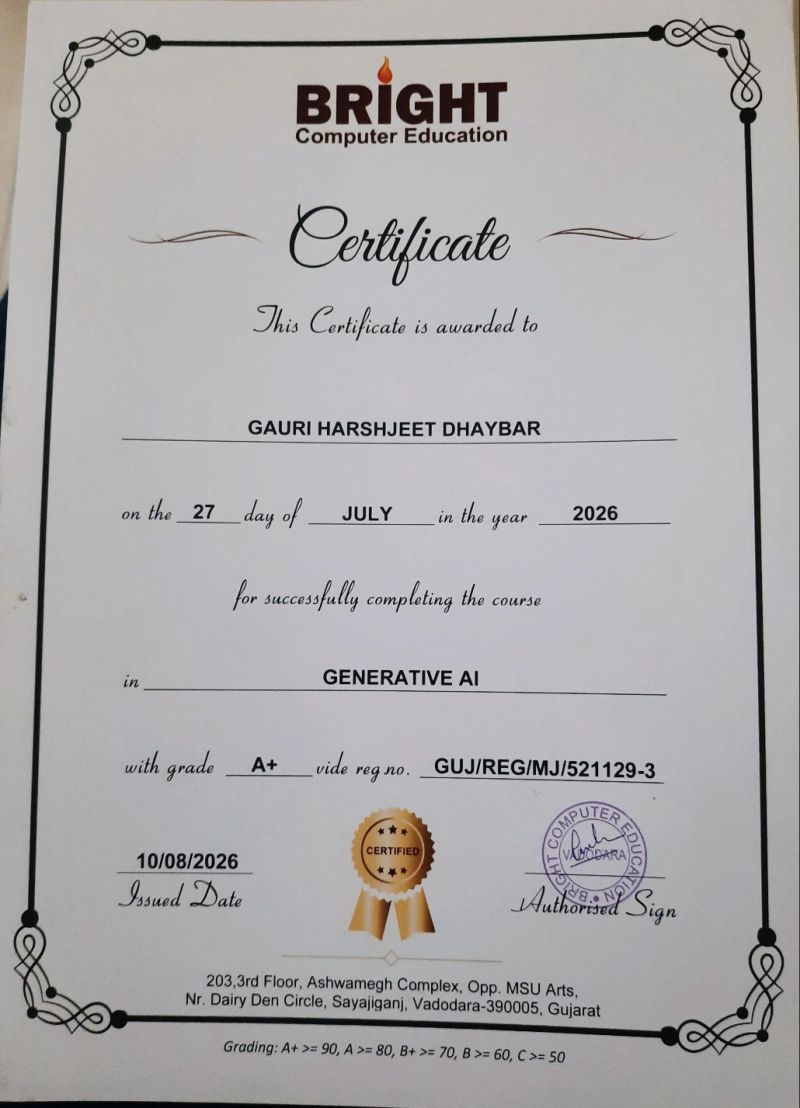 BRIGHT
Computer Education
Certificate
This Certificate is awarded to
GAURI HARSHJEET DHAYBAR
on the 27 day of JULY in the year 2026
for successfully completing the course
in GENERATIVE AI
with grade A+ vide reg.no. GUJ/REG/MJ/521129-3
CERTIFIED
BRIGHT COMPUTER EDUCATION
VADODARA
10/08/2026
Issued Date
Authorised Sign
203,3rd Floor, Ashwamegh Complex, Opp. MSU Arts,
Nr. Dairy Den Circle, Sayajiganj, Vadodara-390005, Gujarat
Grading: A+ >= 90, A >= 80, B+ >= 70, B >= 60, C >= 50